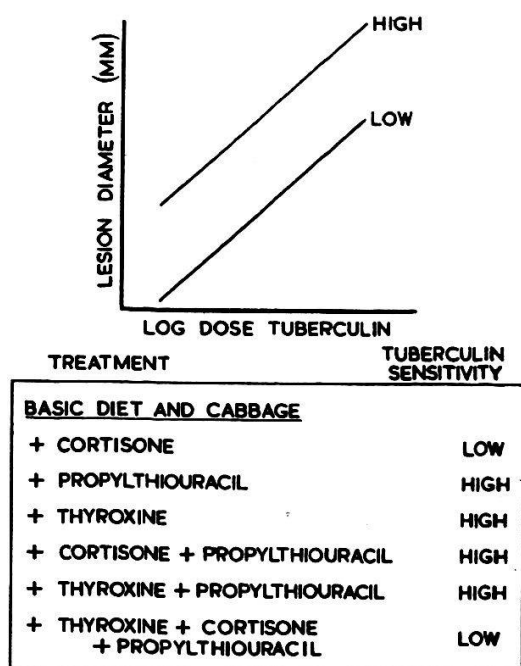 HIGH
LOW
LESION DIAMETER (MM)
LOG DOSE TUBERCULIN
TREATMENT TUBERCULIN SENSITIVITY
BASIC DIET AND CABBAGE
+ CORTISONE LOW
+ PROPYLTHIOURACIL HIGH
+ THYROXINE HIGH
+ CORTISONE + PROPYLTHIOURACIL HIGH
+ THYROXINE + PROPYLTHIOURACIL HIGH
+ THYROXINE + CORTISONE
+ PROPYLTHIOURACIL LOW